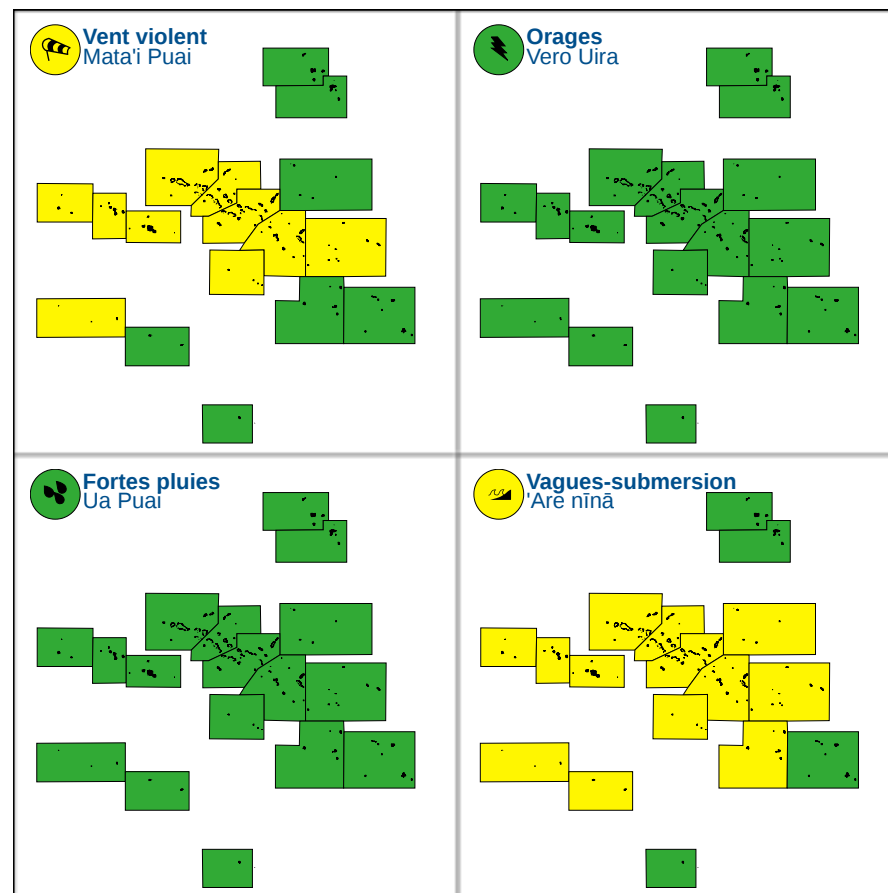 Vent violent
Mata'i Puai
Orages
Vero Uira
Fortes pluies
Ua Puai
Vagues-submersion
'Are nīnā